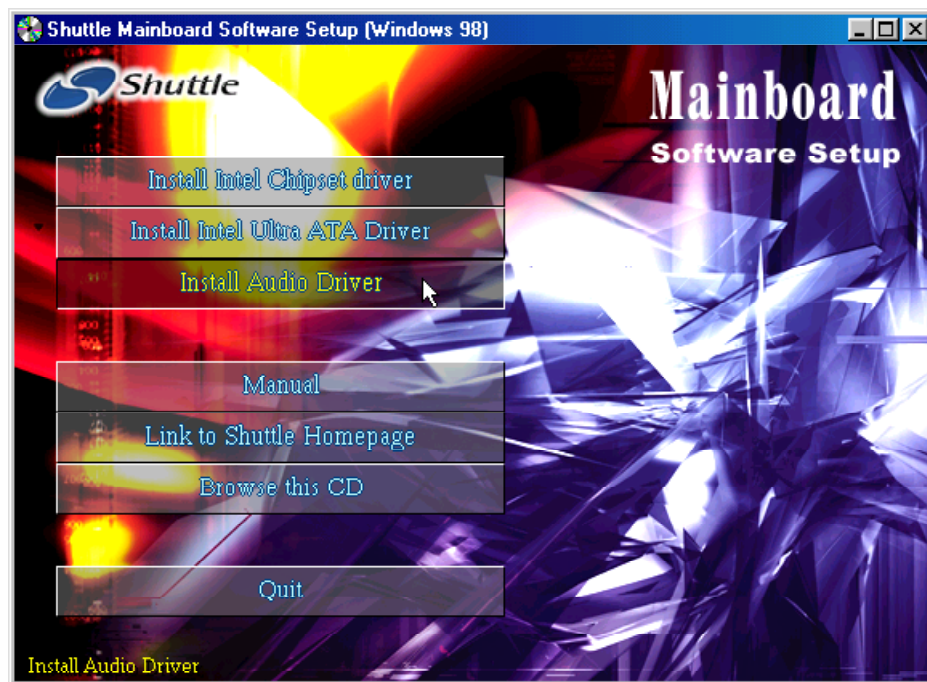 Shuttle Mainboard Software Setup (Windows 98)
Shuttle
Mainboard
Software Setup
Install Intel Chipset driver
Install Intel Ultra ATA Driver
Install Audio Driver
Manual
Link to Shuttle Homepage
Browse this CD
Quit
Install Audio Driver